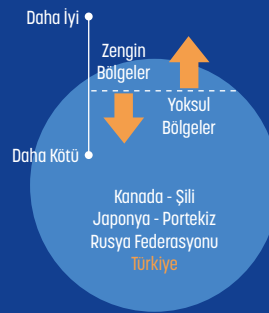 Daha İyi
Zengin
Bölgeler
Yoksul
Bölgeler
Daha Kötü
Kanada - Şili
Japonya - Portekiz
Rusya Federasyonu
Türkiye